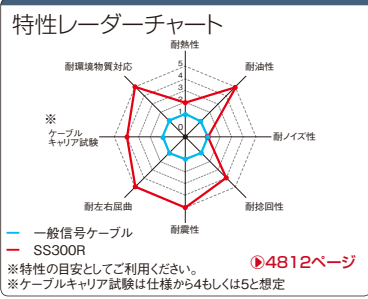 特性レーダーチャート
耐熱性
耐環境物質対応
耐油性
5
4
3
2
1
0
※
ケーブル
キャリア試験
耐ノイズ性
耐左右屈曲
耐捻回性
耐震性
一般信号ケーブル
SS300R
4812ページ
※特性の目安としてご利用ください。
※ケーブルキャリア試験は仕様から4もしくは5と想定